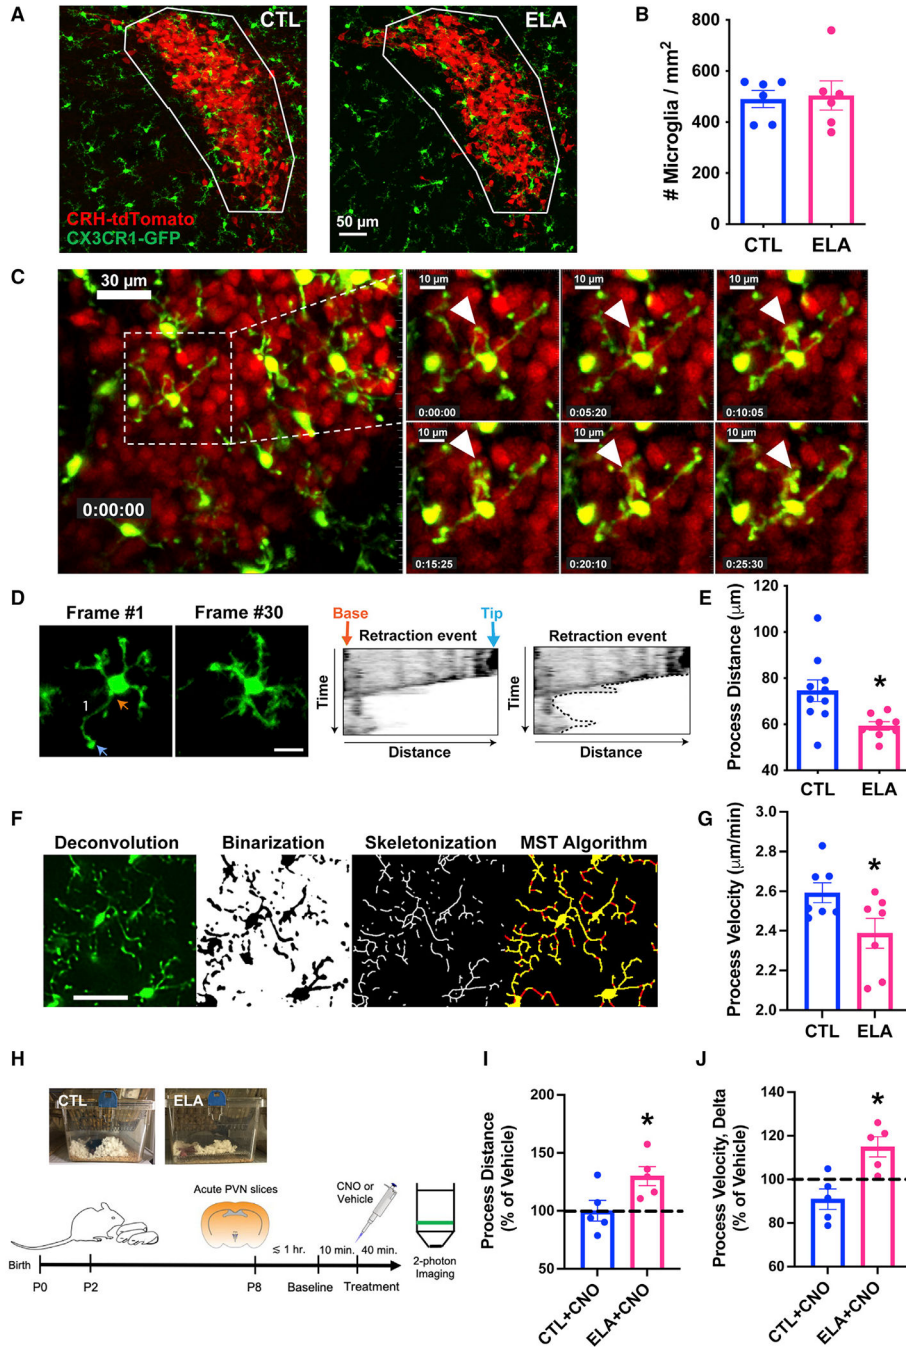 A
CTL
ELA
CRH-tdTomato
CX3CR1-GFP
50 µm
B
# Microglia / mm²
800
600
400
200
0
CTL
ELA
C
30 µm
0:00:00
10 µm
10 µm
10 µm
0:00:00
0:05:20
0:10:05
10 µm
10 µm
10 µm
0:15:25
0:20:10
0:25:30
D
Frame #1
Frame #30
1
Base
Tip
Retraction event
Time
Distance
Retraction event
Time
Distance
E
Process Distance (µm)
120
100
80
60
40
*
CTL
ELA
F
Deconvolution
Binarization
Skeletonization
MST Algorithm
G
Process Velocity (µm/min)
3.0
2.8
2.6
2.4
2.2
2.0
*
CTL
ELA
H
CTL
ELA
Acute PVN slices
CNO or
Vehicle
≤ 1 hr.
10 min.
40 min.
2-photon
Imaging
Birth
P0
P2
P8
Baseline
Treatment
I
Process Distance
(% of Vehicle)
200
150
100
50
*
CTL+CNO
ELA+CNO
J
Process Velocity, Delta
(% of Vehicle)
140
120
100
80
60
*
CTL+CNO
ELA+CNO